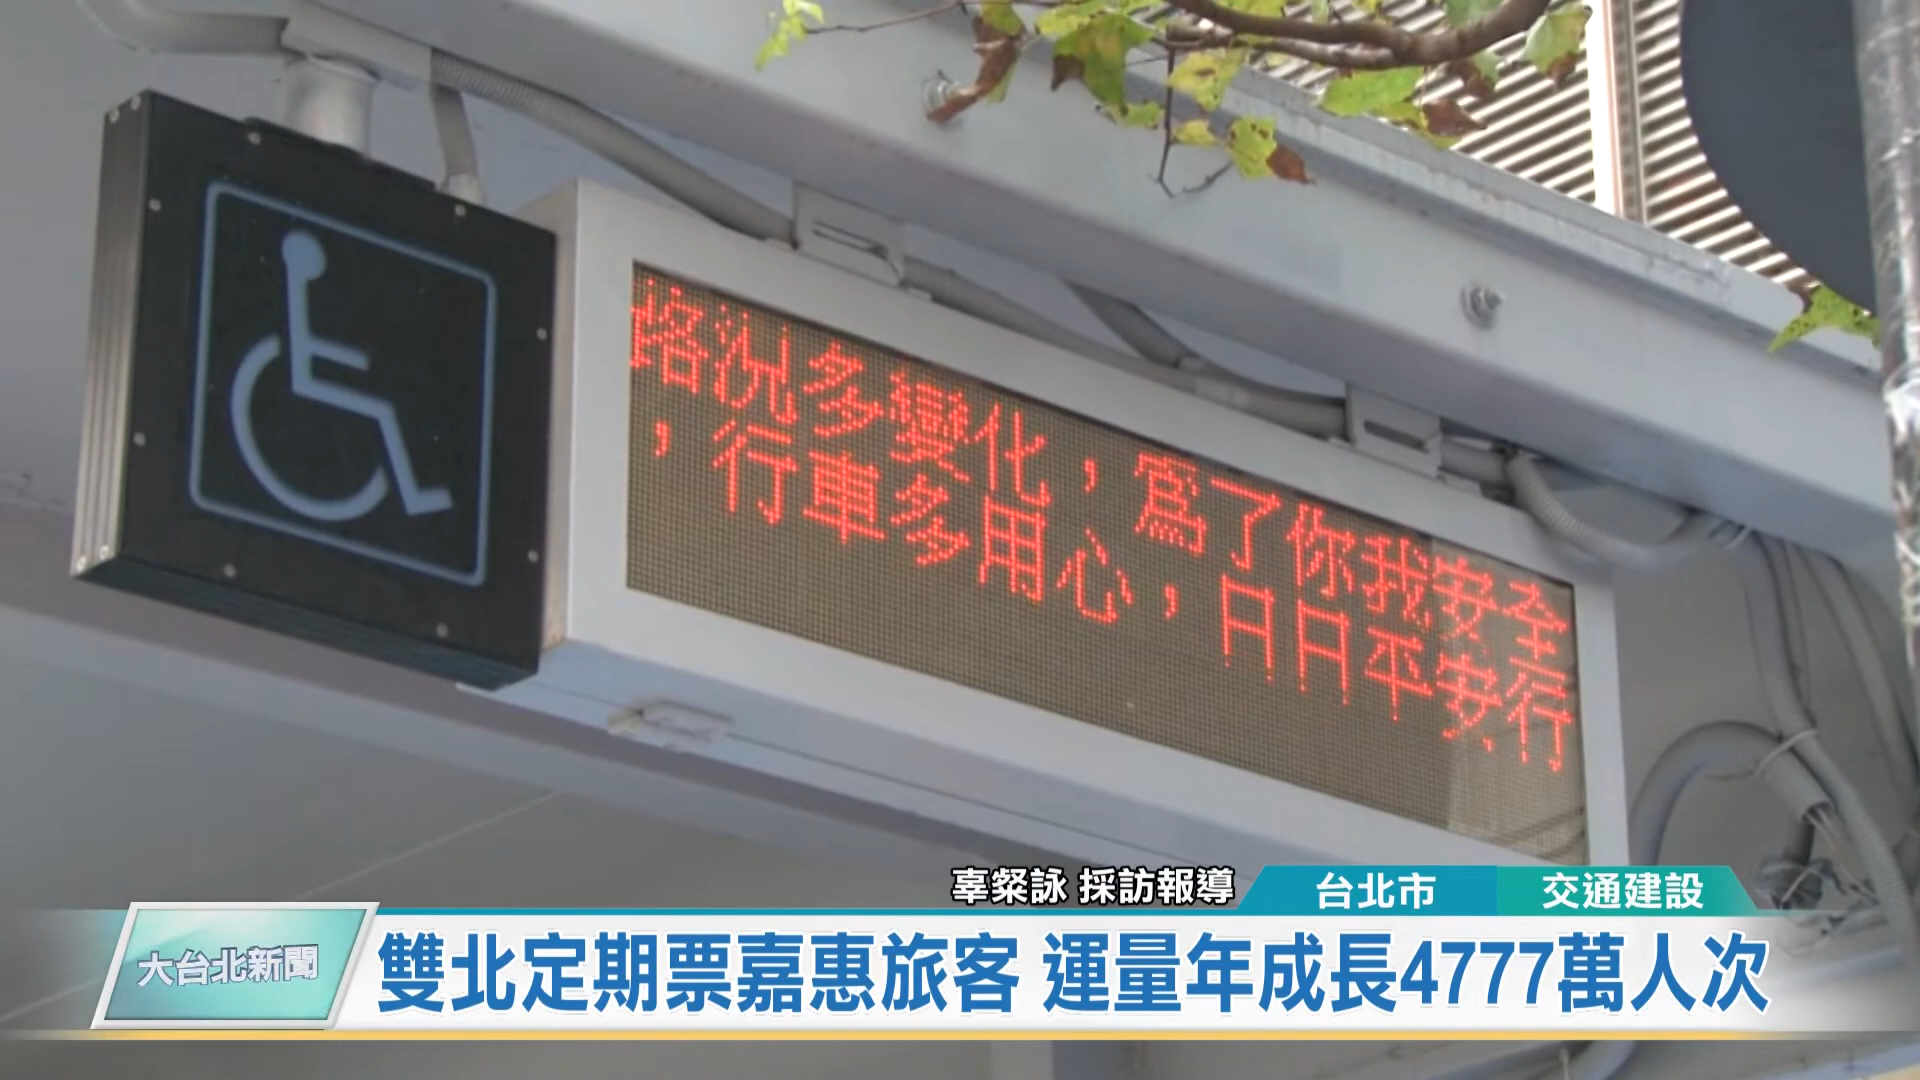 路況多變化，為了你我安全
，行車多用心，日日平安行
辜粲詠 採訪報導
台北市
交通建設
大台北新聞
雙北定期票嘉惠旅客 運量年成長4777萬人次